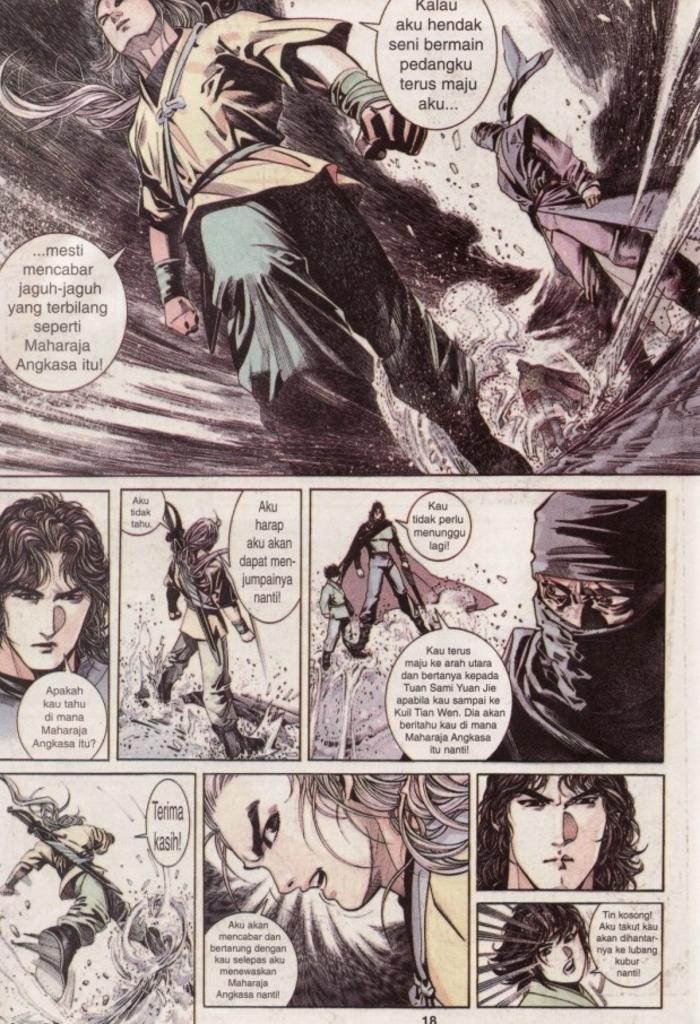 Kalau
aku hendak
seni bermain
pedangku
terus maju
aku...
...mesti
mencabar
jaguh-jaguh
yang terbilang
seperti
Maharaja
Angkasa itu!
Apakah
kau tahu
di mana
Maharaja
Angkasa itu?
Aku
tidak
tahu.
Aku
harap
aku akan
dapat men-
jumpainya
nanti!
Kau
tidak perlu
menunggu
lagi!
Kau terus
maju ke arah utara
dan bertanya kepada
Tuan Sami Yuan Jie
apabila kau sampai ke
Kuil Tian Wen. Dia akan
beritahu kau di mana
Maharaja Angkasa
itu nanti!
Terima
kasih!
Aku akan
mencabar dan
bertarung dengan
kau selepas aku
menewaskan
Maharaja
Angkasa nanti!
Tin kosong!
Aku takut kau
akan dihantar-
nya ke lubang
kubur
nanti!
18